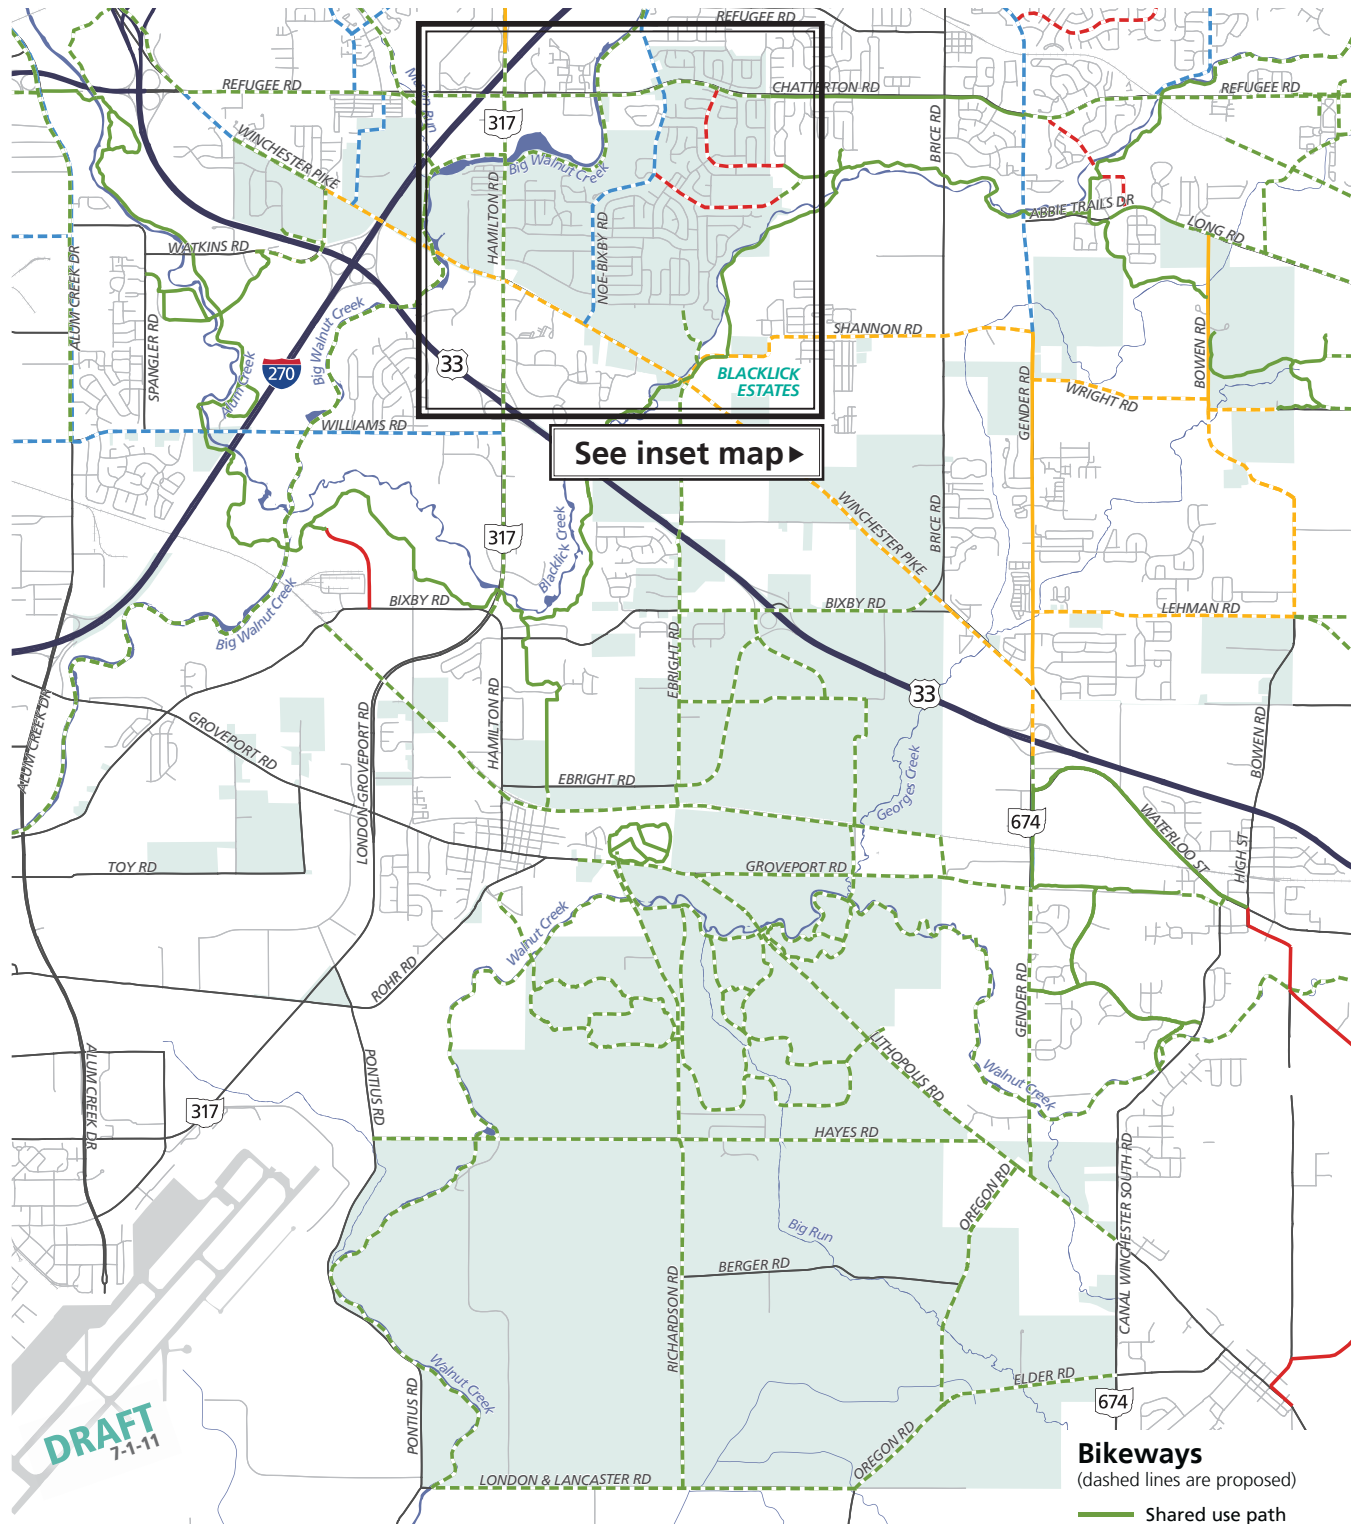 REFUGEE RD
REFUGEE RD
CHATTERTON RD
REFUGEE RD
317
WINCHESTER PIKE
Big Walnut Creek
BRICE RD
HAMILTON RD
NOE-BIXBY RD
ABBIE TRAILS DR
LONG RD
WATKINS RD
ALUM CREEK DR
SPANGLER RD
Big Walnut Creek
Alum Creek
270
33
SHANNON RD
BLACKLICK
ESTATES
BOWEN RD
GENDER RD
WRIGHT RD
WILLIAMS RD
See inset map
WINCHESTER PIKE
BRICE RD
317
Blacklick Creek
BIXBY RD
BIXBY RD
LEHMAN RD
Big Walnut Creek
EBRIGHT RD
33
ALUM CREEK DR
GROVEPORT RD
LONDON-GROVEPORT RD
HAMILTON RD
EBRIGHT RD
Georges Creek
BOWEN RD
674
WATERLOO ST
HIGH ST
TOY RD
GROVEPORT RD
Walnut Creek
ROHR RD
GENDER RD
LITHOPOLIS RD
Walnut Creek
ALUM CREEK DR
PONTIUS RD
317
HAYES RD
OREGON RD
CANAL WINCHESTER SOUTH RD
Big Run
BERGER RD
RICHARDSON RD
Walnut Creek
ELDER RD
674
PONTIUS RD
OREGON RD
LONDON & LANCASTER RD
DRAFT
7-1-11
Bikeways
(dashed lines are proposed)
Shared use path